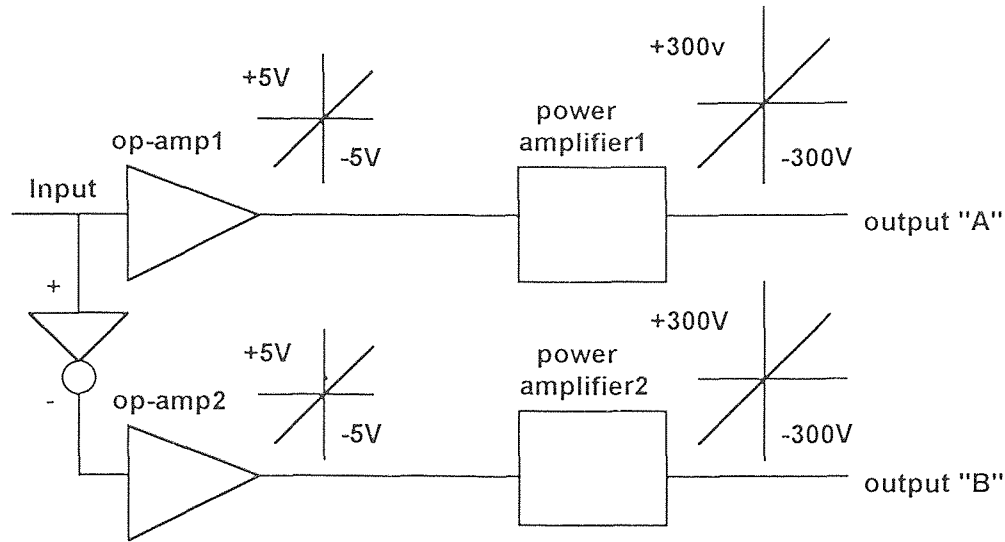 +300v
+5V
power
amplifier1
op-amp1
-5V
-300V
Input
output "A"
+
+300V
+5V
power
amplifier2
-
op-amp2
-5V
-300V
output "B"